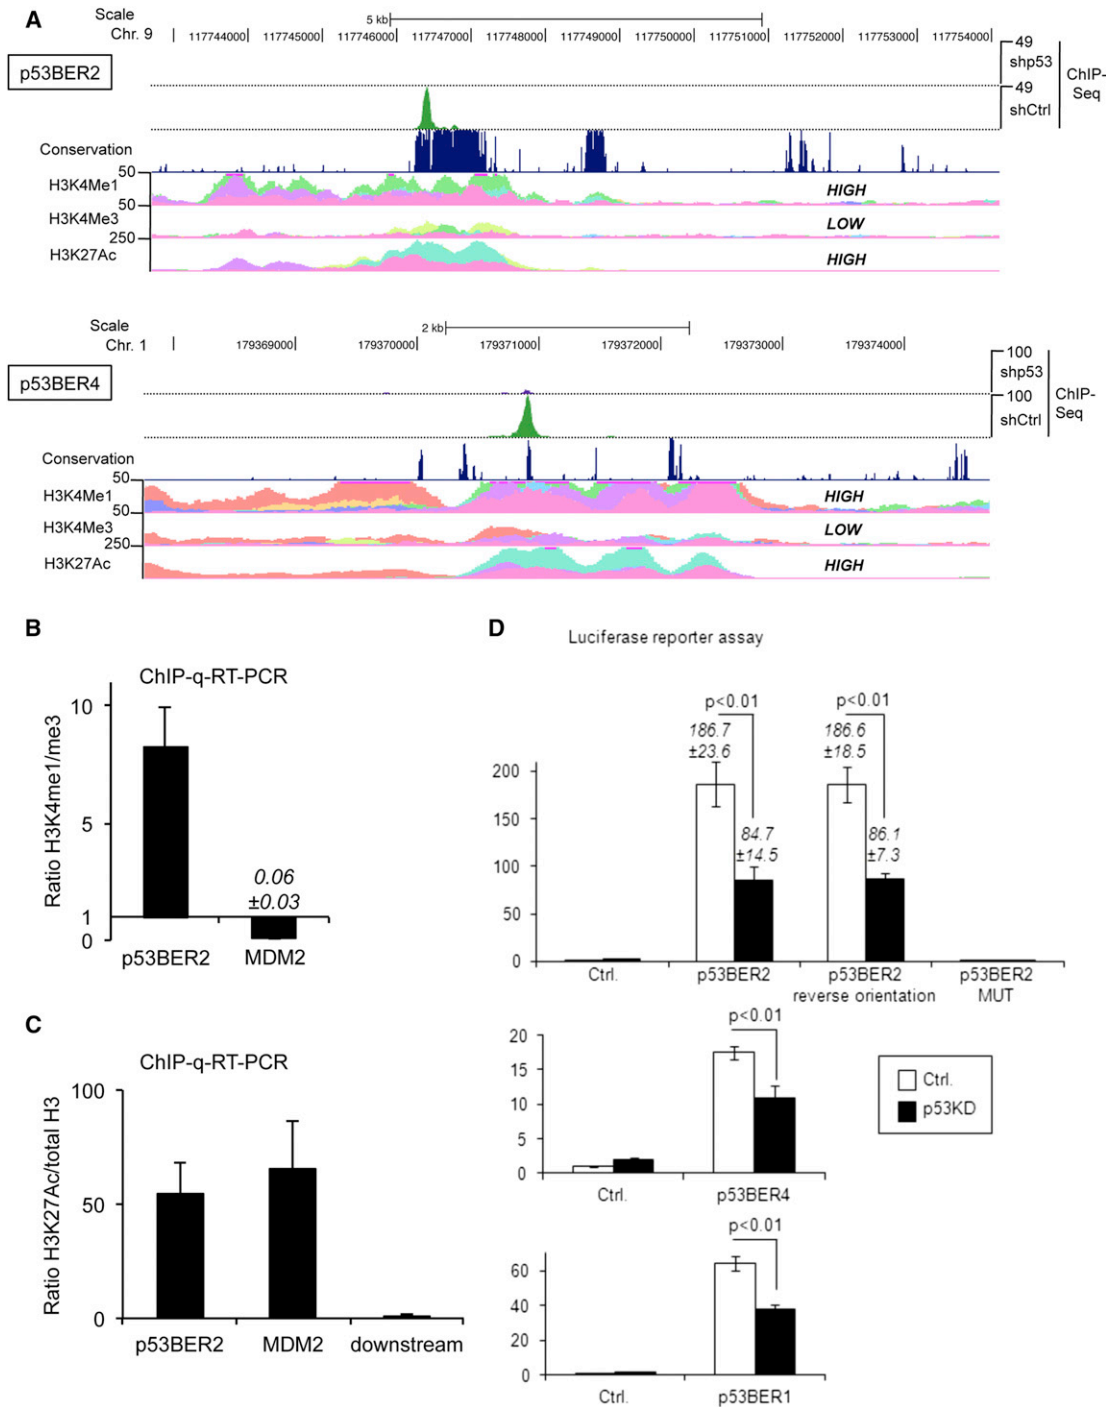 A
Scale 5 kb
Chr. 9 117744000 117745000 117746000 117747000 117748000 117749000 117750000 117751000 117752000 117753000 117754000
p53BER2
49
shp53
49
shCtrl
ChIP-
Seq
Conservation
50
H3K4Me1 HIGH
50
H3K4Me3 LOW
250
H3K27Ac HIGH
Scale 2 kb
Chr. 1 179369000 179370000 179371000 179372000 179373000 179374000
p53BER4
100
shp53
100
shCtrl
ChIP-
Seq
Conservation
50
H3K4Me1 HIGH
50
H3K4Me3 LOW
250
H3K27Ac HIGH
B
ChIP-q-RT-PCR
Ratio H3K4me1/me3
10
5
1
0
0.06
±0.03
p53BER2 MDM2
C
ChIP-q-RT-PCR
Ratio H3K27Ac/total H3
100
50
0
p53BER2 MDM2 downstream
D
Luciferase reporter assay
p<0.01 p<0.01
186.7 186.6
±23.6 ±18.5
84.7 86.1
±14.5 ±7.3
200
150
100
50
0
Ctrl. p53BER2 p53BER2 p53BER2
reverse orientation MUT
p<0.01
20
15
10
5
0
Ctrl. p53BER4
Ctrl.
p53KD
p<0.01
60
40
20
0
Ctrl. p53BER1